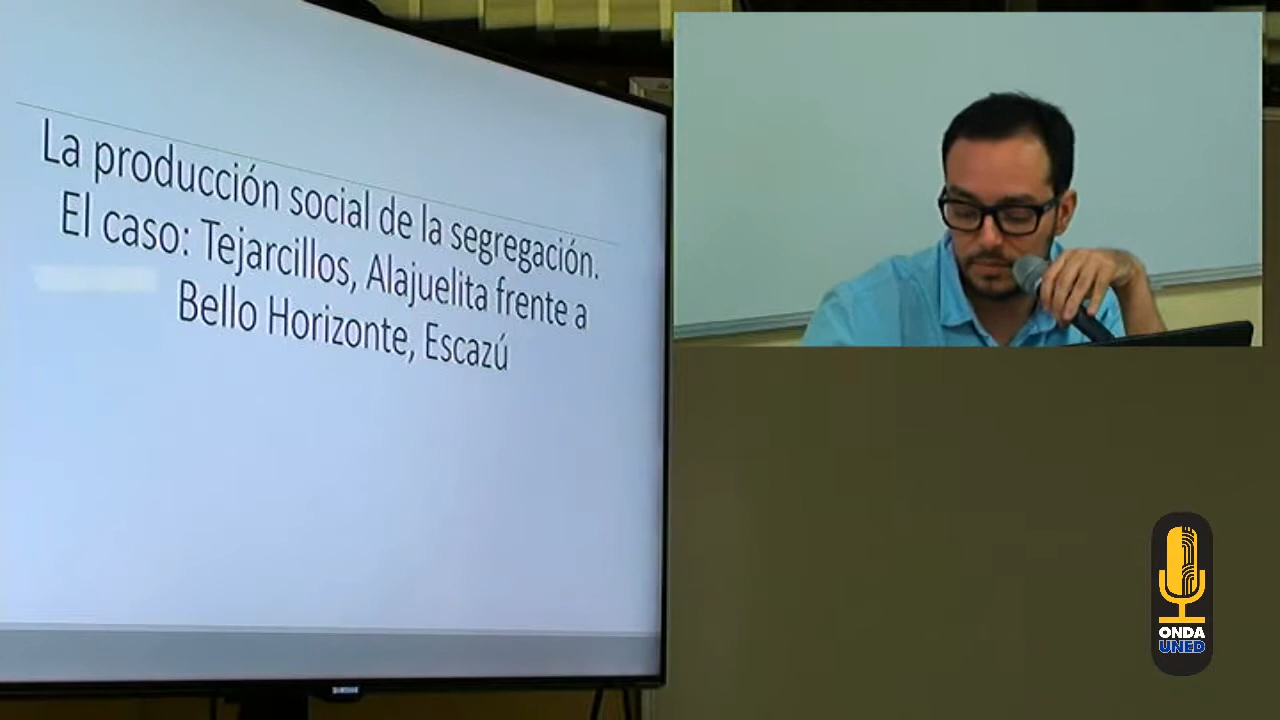 La producción social de la segregación.
El caso: Tejarcillos, Alajuelita frente a
Bello Horizonte, Escazú
SAMSUNG
ONDA
UNED